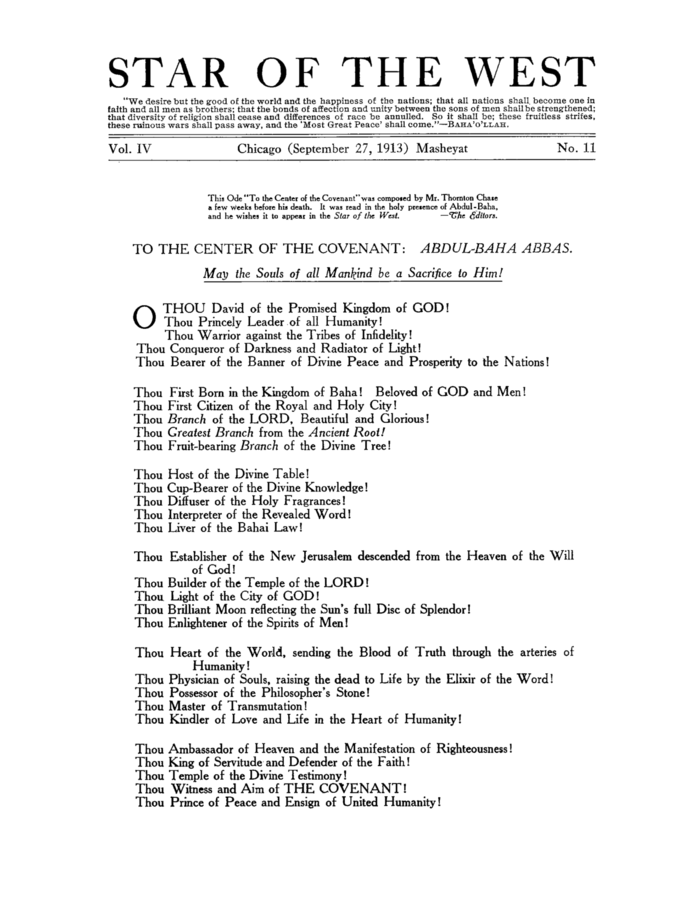 STAR OF THE WEST
"We desire but the good of the world and the happiness of the nations; that all nations shall become one in
faith and all men as brothers; that the bonds of affection and unity between the sons of men shall be strengthened;
that diversity of religion shall cease and differences of race be annulled. So it shall be; these fruitless strifes,
these ruinous wars shall pass away, and the 'Most Great Peace' shall come."—BAHA'O'LLAH.
Vol. IV Chicago (September 27, 1913) Masheyat No. 11
This Ode "To the Center of the Covenant" was composed by Mr. Thornton Chase
a few weeks before his death. It was read in the holy presence of Abdul-Baha,
and he wishes it to appear in the Star of the West. —The Editors.
TO THE CENTER OF THE COVENANT: ABDUL-BAHA ABBAS.
May the Souls of all Mankind be a Sacrifice to Him!
O THOU David of the Promised Kingdom of GOD!
Thou Princely Leader of all Humanity!
Thou Warrior against the Tribes of Infidelity!
Thou Conqueror of Darkness and Radiator of Light!
Thou Bearer of the Banner of Divine Peace and Prosperity to the Nations!
Thou First Born in the Kingdom of Baha! Beloved of GOD and Men!
Thou First Citizen of the Royal and Holy City!
Thou Branch of the LORD, Beautiful and Glorious!
Thou Greatest Branch from the Ancient Root!
Thou Fruit-bearing Branch of the Divine Tree!
Thou Host of the Divine Table!
Thou Cup-Bearer of the Divine Knowledge!
Thou Diffuser of the Holy Fragrances!
Thou Interpreter of the Revealed Word!
Thou Liver of the Bahai Law!
Thou Establisher of the New Jerusalem descended from the Heaven of the Will
of God!
Thou Builder of the Temple of the LORD!
Thou Light of the City of GOD!
Thou Brilliant Moon reflecting the Sun's full Disc of Splendor!
Thou Enlightener of the Spirits of Men!
Thou Heart of the World, sending the Blood of Truth through the arteries of
Humanity!
Thou Physician of Souls, raising the dead to Life by the Elixir of the Word!
Thou Possessor of the Philosopher's Stone!
Thou Master of Transmutation!
Thou Kindler of Love and Life in the Heart of Humanity!
Thou Ambassador of Heaven and the Manifestation of Righteousness!
Thou King of Servitude and Defender of the Faith!
Thou Temple of the Divine Testimony!
Thou Witness and Aim of THE COVENANT!
Thou Prince of Peace and Ensign of United Humanity!